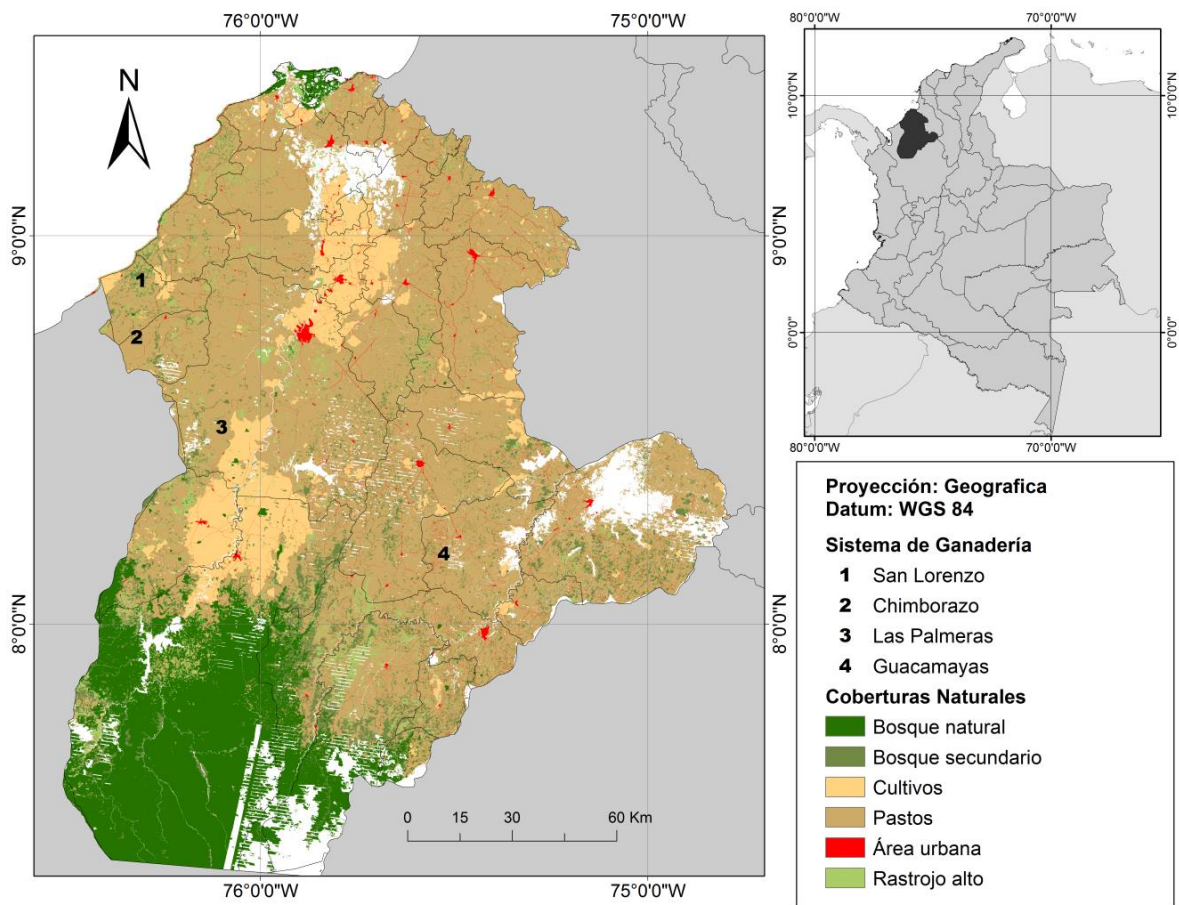 76°0'0"W 75°0'0"W
N
9°0'0"N 9°0'0"N
1
2
3
4
8°0'0"N 8°0'0"N
0 15 30 60 Km
76°0'0"W 75°0'0"W
80°0'0"W 70°0'0"W
10°0'0"N 10°0'0"N
0°0'0" 0°0'0"
80°0'0"W 70°0'0"W
Proyección: Geografica
Datum: WGS 84
Sistema de Ganadería
1 San Lorenzo
2 Chimborazo
3 Las Palmeras
4 Guacamayas
Coberturas Naturales
Bosque natural
Bosque secundario
Cultivos
Pastos
Área urbana
Rastrojo alto